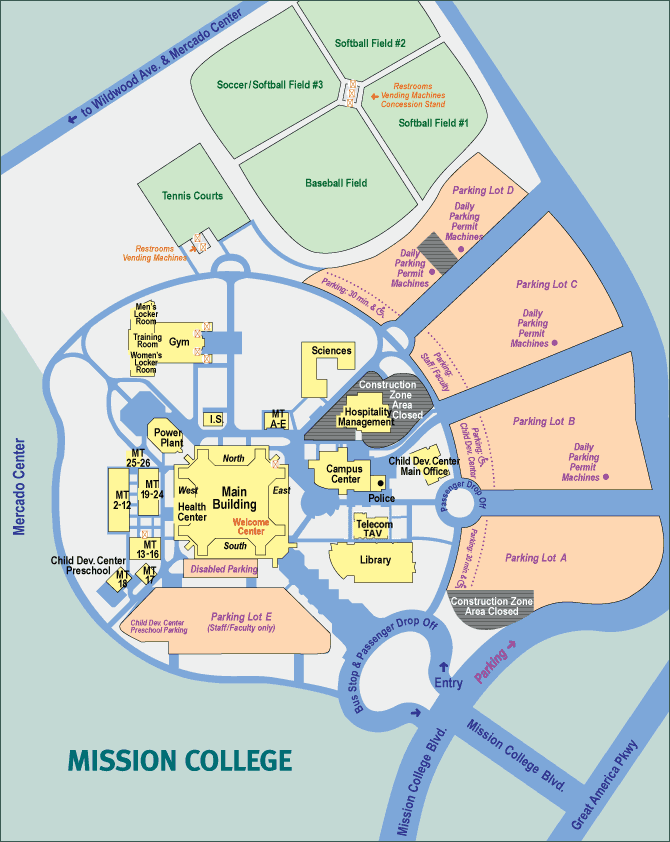 to Wildwood Ave. & Mercado Center
Softball Field #2
Soccer/Softball Field #3
Restrooms
Vending Machines
Concession Stand
Softball Field #1
Baseball Field
Tennis Courts
Restrooms
Vending Machines
Parking Lot D
Daily
Parking
Permit
Machines
Daily
Parking
Permit
Machines
Parking: 30 min. &
Parking Lot C
Daily
Parking
Permit
Machines
Parking:
Staff / Faculty
Men's
Locker
Room
Training
Room
Women's
Locker
Room
Gym
Sciences
Construction
Zone
Area
Closed
Hospitality
Management
I.S.
MT
A-E
Parking Lot B
Daily
Parking
Permit
Machines
Parking:
Child Dev. Center
Power
Plant
MT
25-26
MT
19-24
MT
2-12
North
West
Main
Building
East
Health
Center
Welcome
Center
South
Campus
Center
Police
Child Dev. Center
Main Office
Passenger Drop Off
Telecom
TAV
Library
MT
13-16
Child Dev. Center
Preschool
MT
18
MT
17
Disabled Parking
Parking Lot A
Parking: 30 min &
Construction Zone
Area Closed
Child Dev. Center
Preschool Parking
Parking Lot E
(Staff/Faculty only)
Bus Stop & Passenger Drop Off
Entry
Parking
Mercado Center
MISSION COLLEGE
Mission College Blvd.
Mission College Blvd.
Great America Pkwy